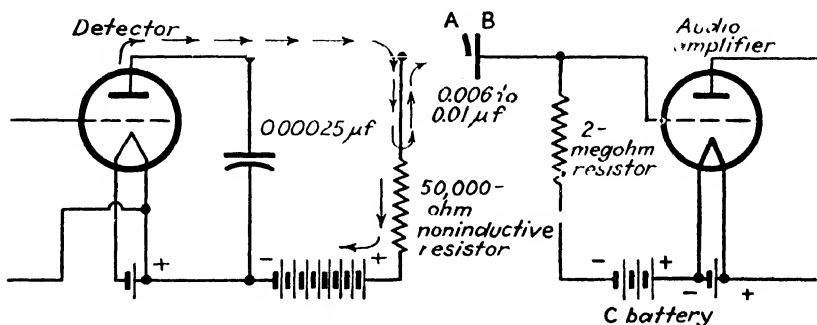 Detector
A B
Audio
amplifier
0.00025 µf
0.006 to
0.01 µf
2-
megohm
resistor
50,000-
ohm
noninductive
resistor
+
-
+
-
+
-
+
C battery